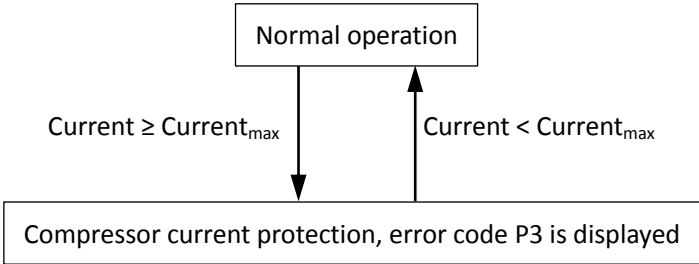 Normal operation
Current ≥ Currentmax
Current < Currentmax
Compressor current protection, error code P3 is displayed